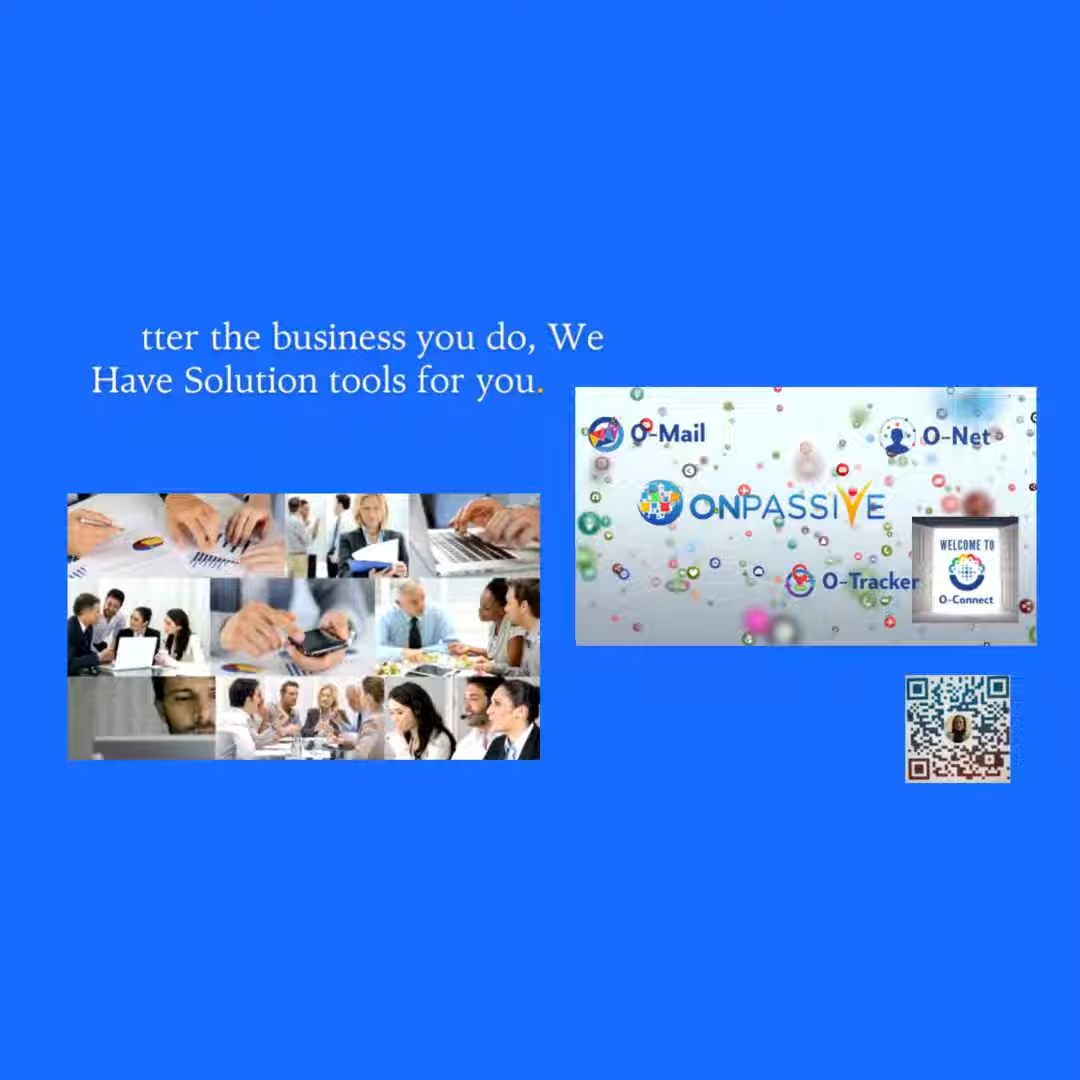 tter the business you do, We
Have Solution tools for you.
O-Mail
O-Net
ONPASSIVE
O-Tracker
WELCOME TO
O-Connect